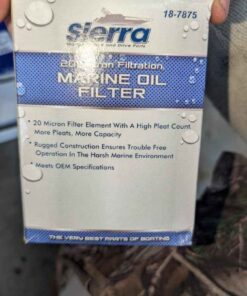 Sierra
18-7875
20 Micron Filtration
MARINE OIL
FILTER
• 20 Micron Filter Element With A High Pleat Count
More Pleats, More Capacity
• Rugged Construction Ensures Trouble Free
Operation In The Harsh Marine Environment
• Meets OEM Specifications
THE VERY BEST PARTS OF BOATING